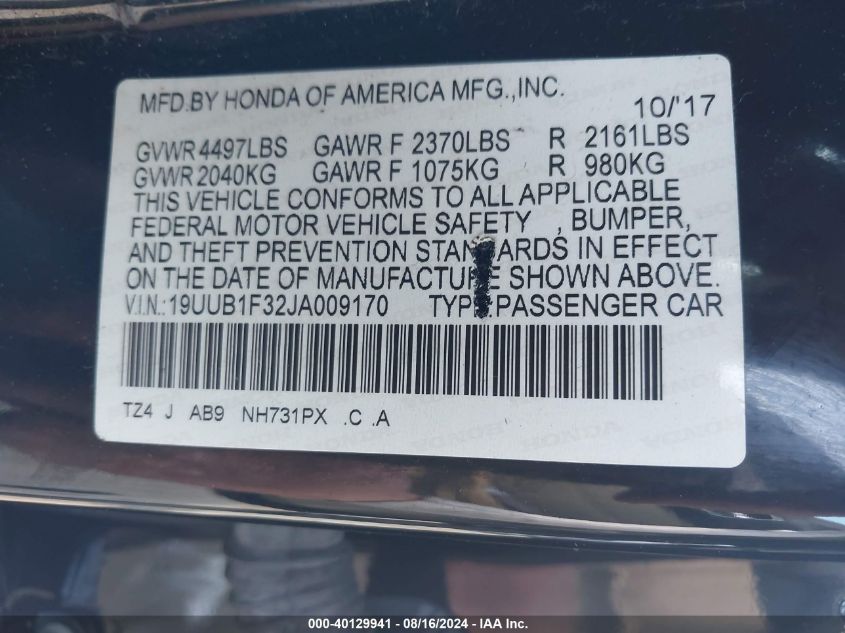 MFD.BY HONDA OF AMERICA MFG.,INC.
10/'17
GVWR 4497LBS GAWR F 2370LBS R 2161LBS
GVWR 2040KG GAWR F 1075KG R 980KG
THIS VEHICLE CONFORMS TO ALL APPLICABLE
FEDERAL MOTOR VEHICLE SAFETY , BUMPER,
AND THEFT PREVENTION STANDARDS IN EFFECT
ON THE DATE OF MANUFACTURE SHOWN ABOVE.
V.I.N.:19UUB1F32JA009170 TYPE:PASSENGER CAR
TZ4 J AB9 NH731PX .C .A
000-40129941 - 08/16/2024 - IAA Inc.